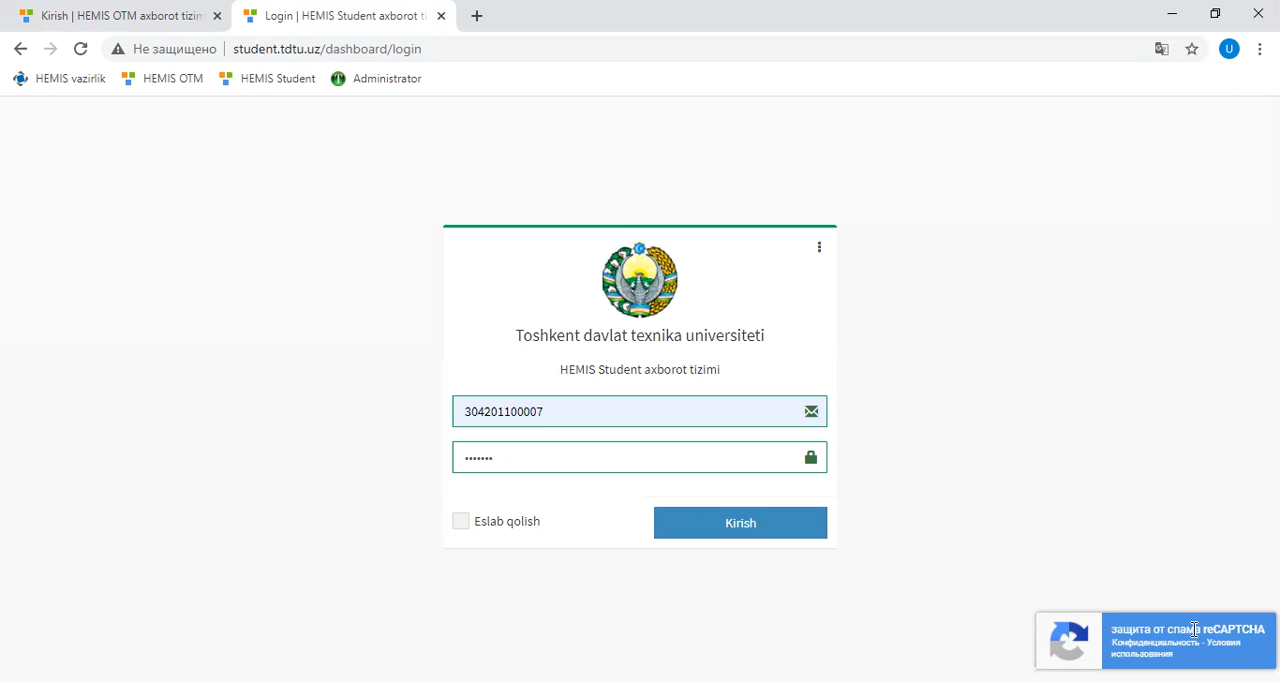 Kirish | HEMIS OTM axborot tizim
Login | HEMIS Student axborot ti
Не защищено
student.tdtu.uz/dashboard/login
U
HEMIS vazirlik
HEMIS OTM
HEMIS Student
Administrator
Toshkent davlat texnika universiteti
HEMIS Student axborot tizimi
304201100007
•••••••
Eslab qolish
Kirish
защита от спама reCAPTCHA
Конфиденциальность - Условия
использования